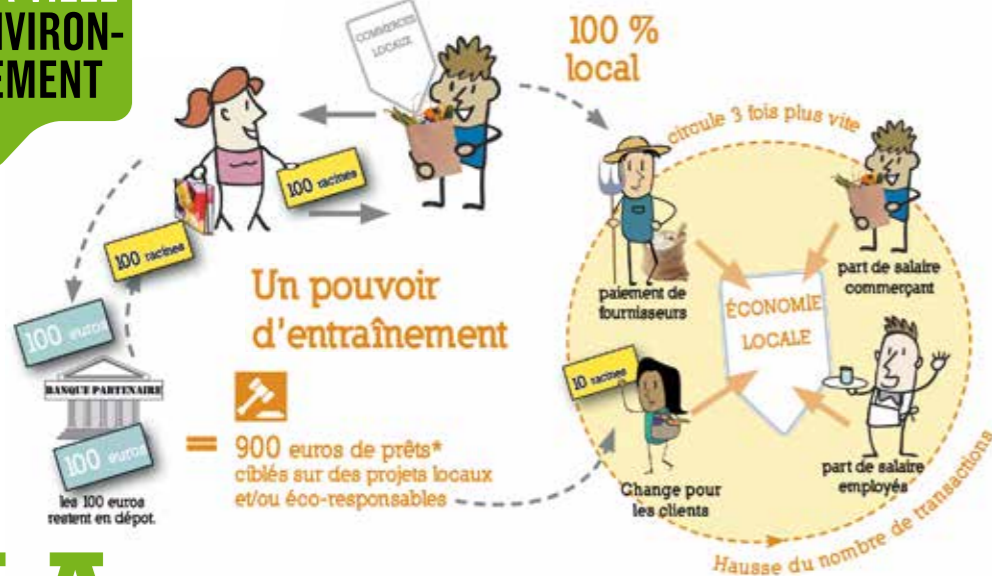 NVIRON-
EMENT
COMMERCES
LOCAUX
100 %
local
100 racines
100 racines
100 euros
BANQUE PARTENAIRE
100 euros
les 100 euros
restent en dépot.
Un pouvoir
d'entraînement
= 900 euros de prêts*
ciblés sur des projets locaux
et/ou éco-responsables
circule 3 fois plus vite
paiement de
fournisseurs
part de salaire
commerçant
ÉCONOMIE
LOCALE
10 racines
Change pour
les clients
part de salaire
employés
Hausse du nombre de transactions